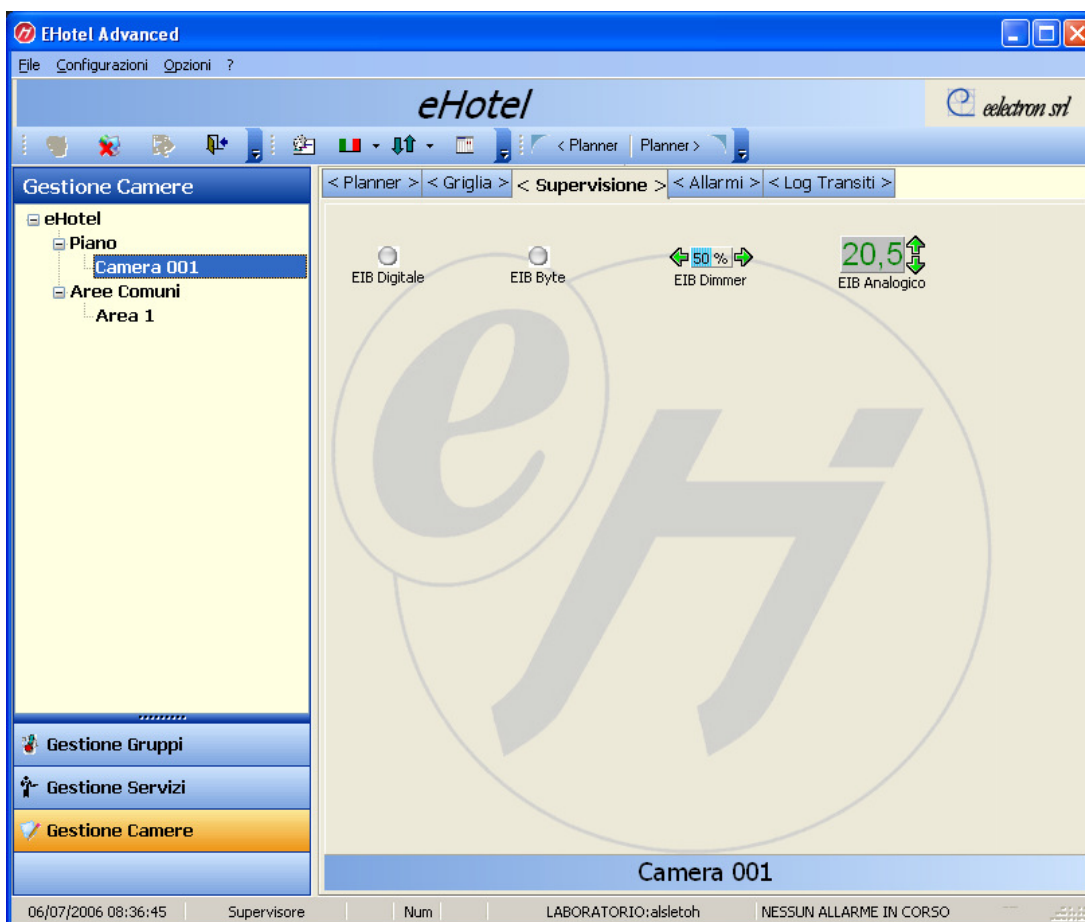 EHotel Advanced
File Configurazioni Opzioni ?
eHotel
eelectron srl
< Planner Planner >
Gestione Camere
< Planner > < Griglia > < Supervisione > < Allarmi > < Log Transiti >
eHotel
Piano
Camera 001
Aree Comuni
Area 1
50 %
20,5
EIB Digitale EIB Byte EIB Dimmer EIB Analogico
Gestione Gruppi
Gestione Servizi
Gestione Camere
Camera 001
06/07/2006 08:36:45 Supervisore Num LABORATORIO:alsletoh NESSUN ALLARME IN CORSO